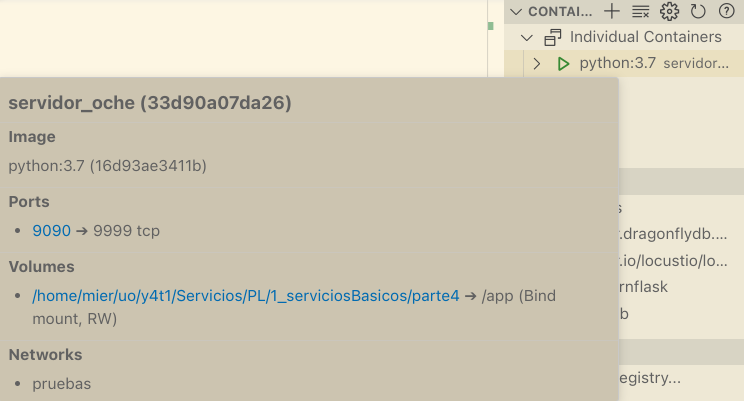 CONTAI...
Individual Containers
python:3.7 servidor...
servidor_oche (33d90a07da26)
Image
python:3.7 (16d93ae3411b)
Ports
9090 → 9999 tcp
Volumes
/home/mier/uo/y4t1/Servicios/PL/1_serviciosBasicos/parte4 → /app (Bind
mount, RW)
Networks
pruebas
s
.dragonflydb....
.io/locustio/lo...
rnflask
b
egistry...